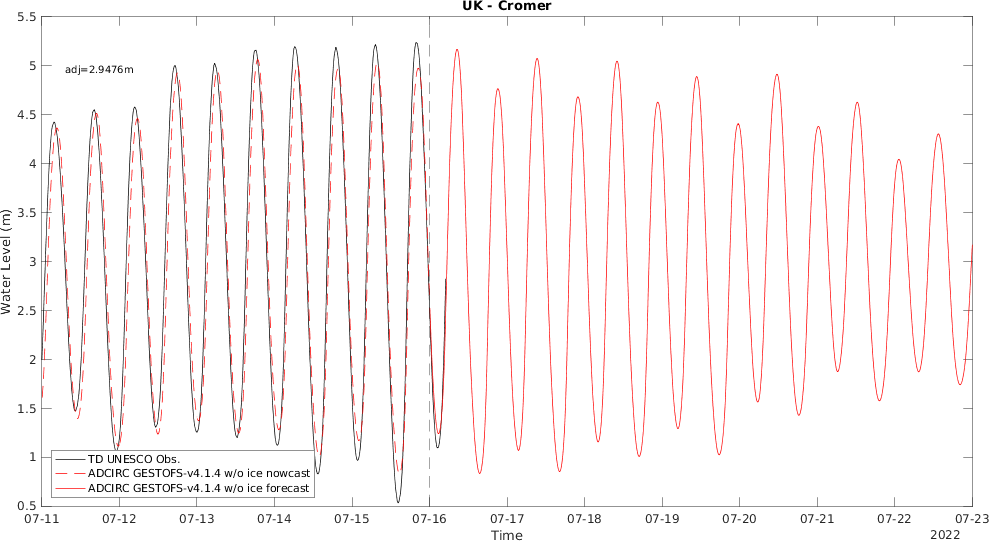 UK - Cromer
5.5
5
4.5
4
3.5
3
2.5
2
1.5
1
0.5
Water Level (m)
adj=2.9476m
TD UNESCO Obs.
ADCIRC GESTOFS-v4.1.4 w/o ice nowcast
ADCIRC GESTOFS-v4.1.4 w/o ice forecast
07-11 07-12 07-13 07-14 07-15 07-16 07-17 07-18 07-19 07-20 07-21 07-22 07-23
Time
2022